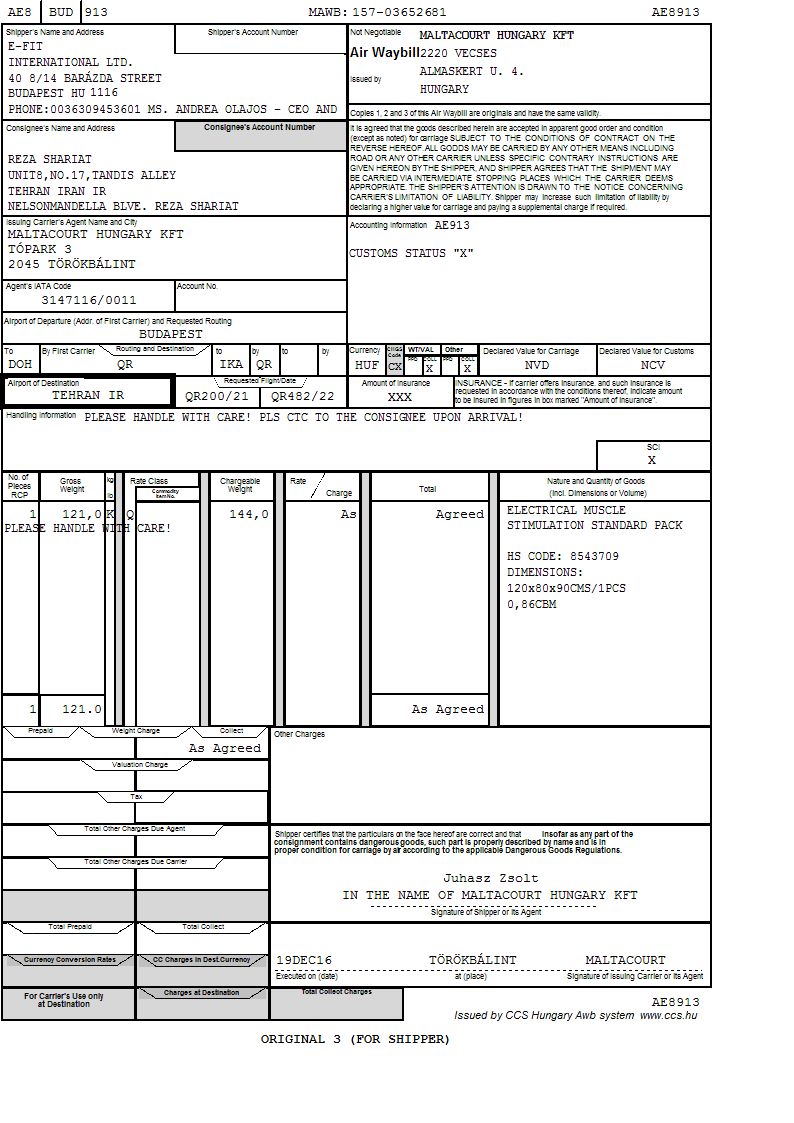 AE8 BUD 913 MAWB: 157-03652681 AE8913
Shipper's Name and Address
Shipper's Account Number
E-FIT
INTERNATIONAL LTD.
40 8/14 BARÁZDA STREET
BUDAPEST HU 1116
PHONE:0036309453601 MS. ANDREA OLAJOS - CEO AND
Not Negotiable
Air Waybill
Issued by
MALTACOURT HUNGARY KFT
2220 VECSES
ALMASKERT U. 4.
HUNGARY
Copies 1, 2 and 3 of this Air Waybill are originals and have the same validity.
Consignee's Name and Address
Consignee's Account Number
REZA SHARIAT
UNIT8,NO.17,TANDIS ALLEY
TEHRAN IRAN IR
NELSONMANDELLA BLVE. REZA SHARIAT
It is agreed that the goods described herein are accepted in apparent good order and condition
(except as noted) for carriage SUBJECT TO THE CONDITIONS OF CONTRACT ON THE
REVERSE HEREOF. ALL GOODS MAY BE CARRIED BY ANY OTHER MEANS INCLUDING
ROAD OR ANY OTHER CARRIER UNLESS SPECIFIC CONTRARY INSTRUCTIONS ARE
GIVEN HEREON BY THE SHIPPER, AND SHIPPER AGREES THAT THE SHIPMENT MAY
BE CARRIED VIA INTERMEDIATE STOPPING PLACES WHICH THE CARRIER DEEMS
APPROPRIATE. THE SHIPPER'S ATTENTION IS DRAWN TO THE NOTICE CONCERNING
CARRIER'S LIMITATION OF LIABILITY. Shipper may increase such limitation of liability by
declaring a higher value for carriage and paying a supplemental charge if required.
Issuing Carrier's Agent Name and City
MALTACOURT HUNGARY KFT
TÓPARK 3
2045 TÖRÖKBÁLINT
Accounting Information AE913
CUSTOMS STATUS "X"
Agent's IATA Code
Account No.
3147116/0011
Airport of Departure (Addr. of First Carrier) and Requested Routing
BUDAPEST
To By First Carrier Routing and Destination to by to by
DOH QR IKA QR
Currency CHGS Code WT/VAL Other Declared Value for Carriage Declared Value for Customs
PPD COLL PPD COLL
HUF CX X X NVD NCV
Airport of Destination
TEHRAN IR
Requested Flight/Date
QR200/21 QR482/22
Amount of Insurance
XXX
INSURANCE - If carrier offers Insurance, and such Insurance is
requested in accordance with the conditions thereof, indicate amount
to be insured in figures in box marked "Amount of Insurance".
Handling Information PLEASE HANDLE WITH CARE! PLS CTC TO THE CONSIGNEE UPON ARRIVAL!
SCI
X
No. of Pieces RCP
Gross Weight
kg lb
Rate Class
Commodity Item No.
Chargeable Weight
Rate / Charge
Total
Nature and Quantity of Goods
(Incl. Dimensions or Volume)
1 121,0 K Q 144,0 As Agreed
PLEASE HANDLE WITH CARE!
ELECTRICAL MUSCLE
STIMULATION STANDARD PACK
HS CODE: 8543709
DIMENSIONS:
120x80x90CMS/1PCS
0,86CBM
1 121.0 As Agreed
Prepaid Weight Charge Collect
As Agreed
Other Charges
Valuation Charge
Tax
Total Other Charges Due Agent
Shipper certifies that the particulars on the face hereof are correct and that insofar as any part of the
consignment contains dangerous goods, such part is properly described by name and is in
proper condition for carriage by air according to the applicable Dangerous Goods Regulations.
Total Other Charges Due Carrier
Juhasz Zsolt
IN THE NAME OF MALTACOURT HUNGARY KFT
Signature of Shipper or its Agent
Total Prepaid Total Collect
Currency Conversion Rates CC Charges in Dest.Currency
19DEC16 TÖRÖKBÁLINT MALTACOURT
Executed on (date) at (place) Signature of Issuing Carrier or its Agent
For Carrier's Use only
at Destination
Charges at Destination
Total Collect Charges
AE8913
Issued by CCS Hungary Awb system www.ccs.hu
ORIGINAL 3 (FOR SHIPPER)